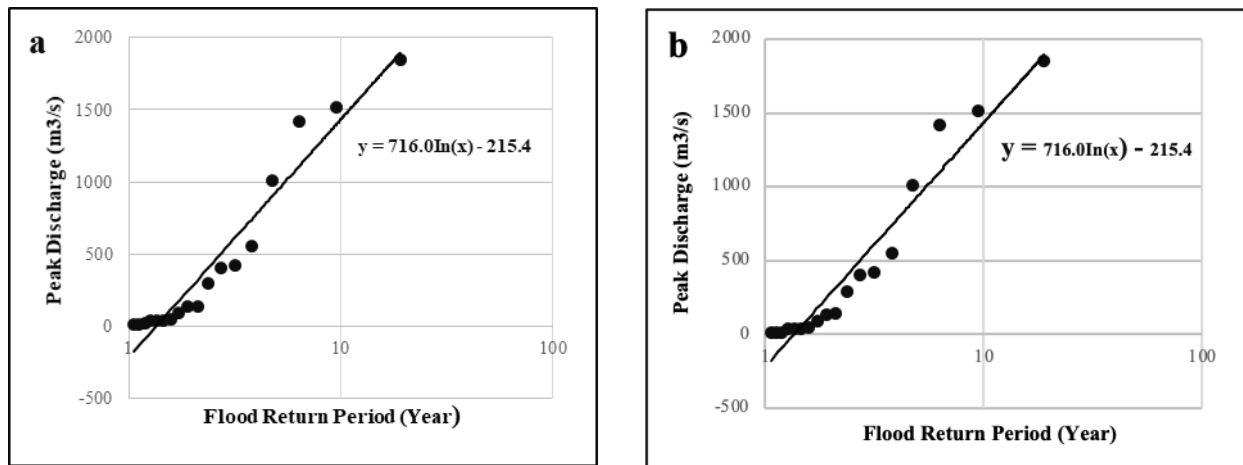 a
2000
1500
1000
500
0
-500
1
10
100
Peak Discharge (m3/s)
y = 716.0In(x) - 215.4
Flood Return Period (Year)
b
2000
1500
1000
500
0
-500
1
10
100
Peak Discharge (m3/s)
y = 716.0In(x) - 215.4
Flood Return Period (Year)